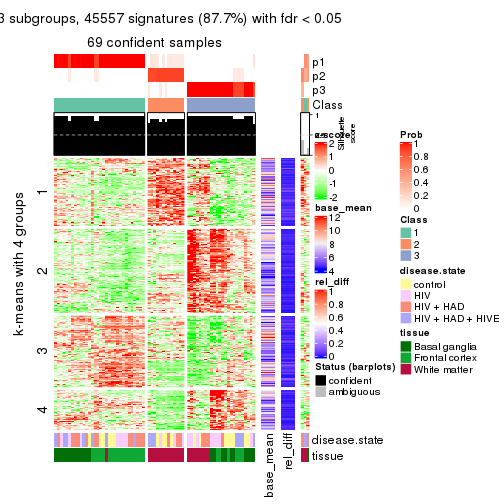 3 subgroups, 45557 signatures (87.7%) with fdr < 0.05
69 confident samples
p1
p2
p3
Class
1
Silhouette
score
z-score
2
1
0
-1
-2
base_mean
12
10
8
6
4
rel_diff
1
0.8
0.6
0.4
0.2
0
Status (barplots)
confident
ambiguous
Prob
1
0.8
0.6
0.4
0.2
0
Class
1
2
3
disease.state
control
HIV
HIV + HAD
HIV + HAD + HIVE
tissue
Basal ganglia
Frontal cortex
White matter
k-means with 4 groups
1
2
3
4
disease.state
tissue
base_mean
rel_diff